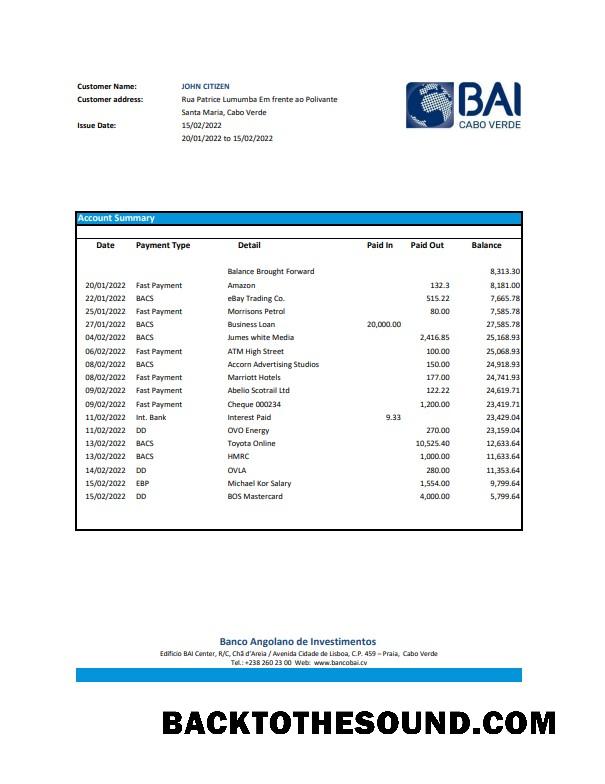 Customer Name: JOHN CITIZEN
Customer address: Rua Patrice Lumumba Em frente ao Polivante
Santa Maria, Cabo Verde
Issue Date: 15/02/2022
20/01/2022 to 15/02/2022
BAI
CABO VERDE
Account Summary
Date Payment Type Detail Paid In Paid Out Balance
Balance Brought Forward 8,313.30
20/01/2022 Fast Payment Amazon 132.3 8,181.00
22/01/2022 BACS eBay Trading Co. 515.22 7,665.78
25/01/2022 Fast Payment Morrisons Petrol 80.00 7,585.78
27/01/2022 BACS Business Loan 20,000.00 27,585.78
04/02/2022 BACS Jumes white Media 2,416.85 25,168.93
06/02/2022 Fast Payment ATM High Street 100.00 25,068.93
08/02/2022 BACS Accorn Advertising Studios 150.00 24,918.93
08/02/2022 Fast Payment Marriott Hotels 177.00 24,741.93
09/02/2022 Fast Payment Abelio Scotrail Ltd 122.22 24,619.71
09/02/2022 Fast Payment Cheque 000234 1,200.00 23,419.71
11/02/2022 Int. Bank Interest Paid 9.33 23,429.04
11/02/2022 DD OVO Energy 270.00 23,159.04
13/02/2022 BACS Toyota Online 10,525.40 12,633.64
13/02/2022 BACS HMRC 1,000.00 11,633.64
14/02/2022 DD OVLA 280.00 11,353.64
15/02/2022 EBP Michael Kor Salary 1,554.00 9,799.64
15/02/2022 DD BOS Mastercard 4,000.00 5,799.64
Banco Angolano de Investimentos
Edifício BAI Center, R/C, Chã d'Areia / Avenida Cidade de Lisboa, C.P. 459 – Praia, Cabo Verde
Tel.: +238 260 23 00 Web: www.bancobai.cv
BACKTOTHESOUND.COM